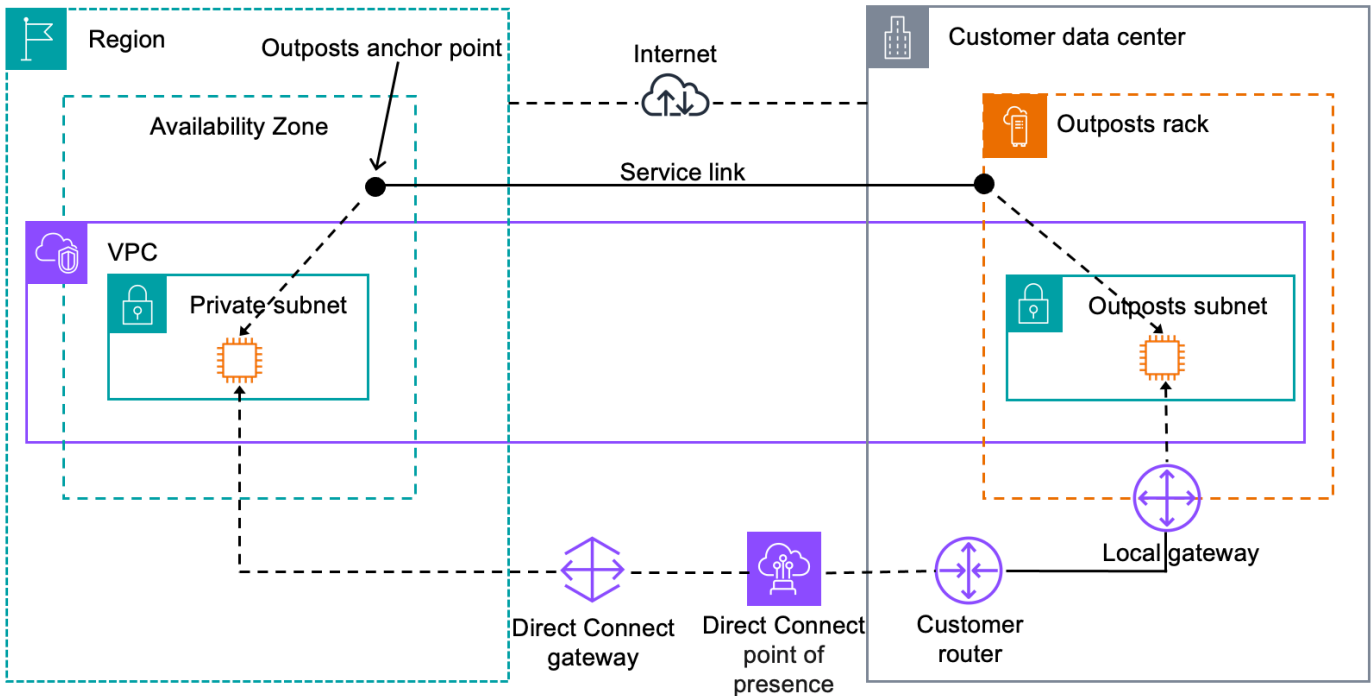 Region
Outposts anchor point
Internet
Customer data center
Availability Zone
Outposts rack
Service link
VPC
Private subnet
Outposts subnet
Local gateway
Direct Connect
gateway
Direct Connect
point of
presence
Customer
router